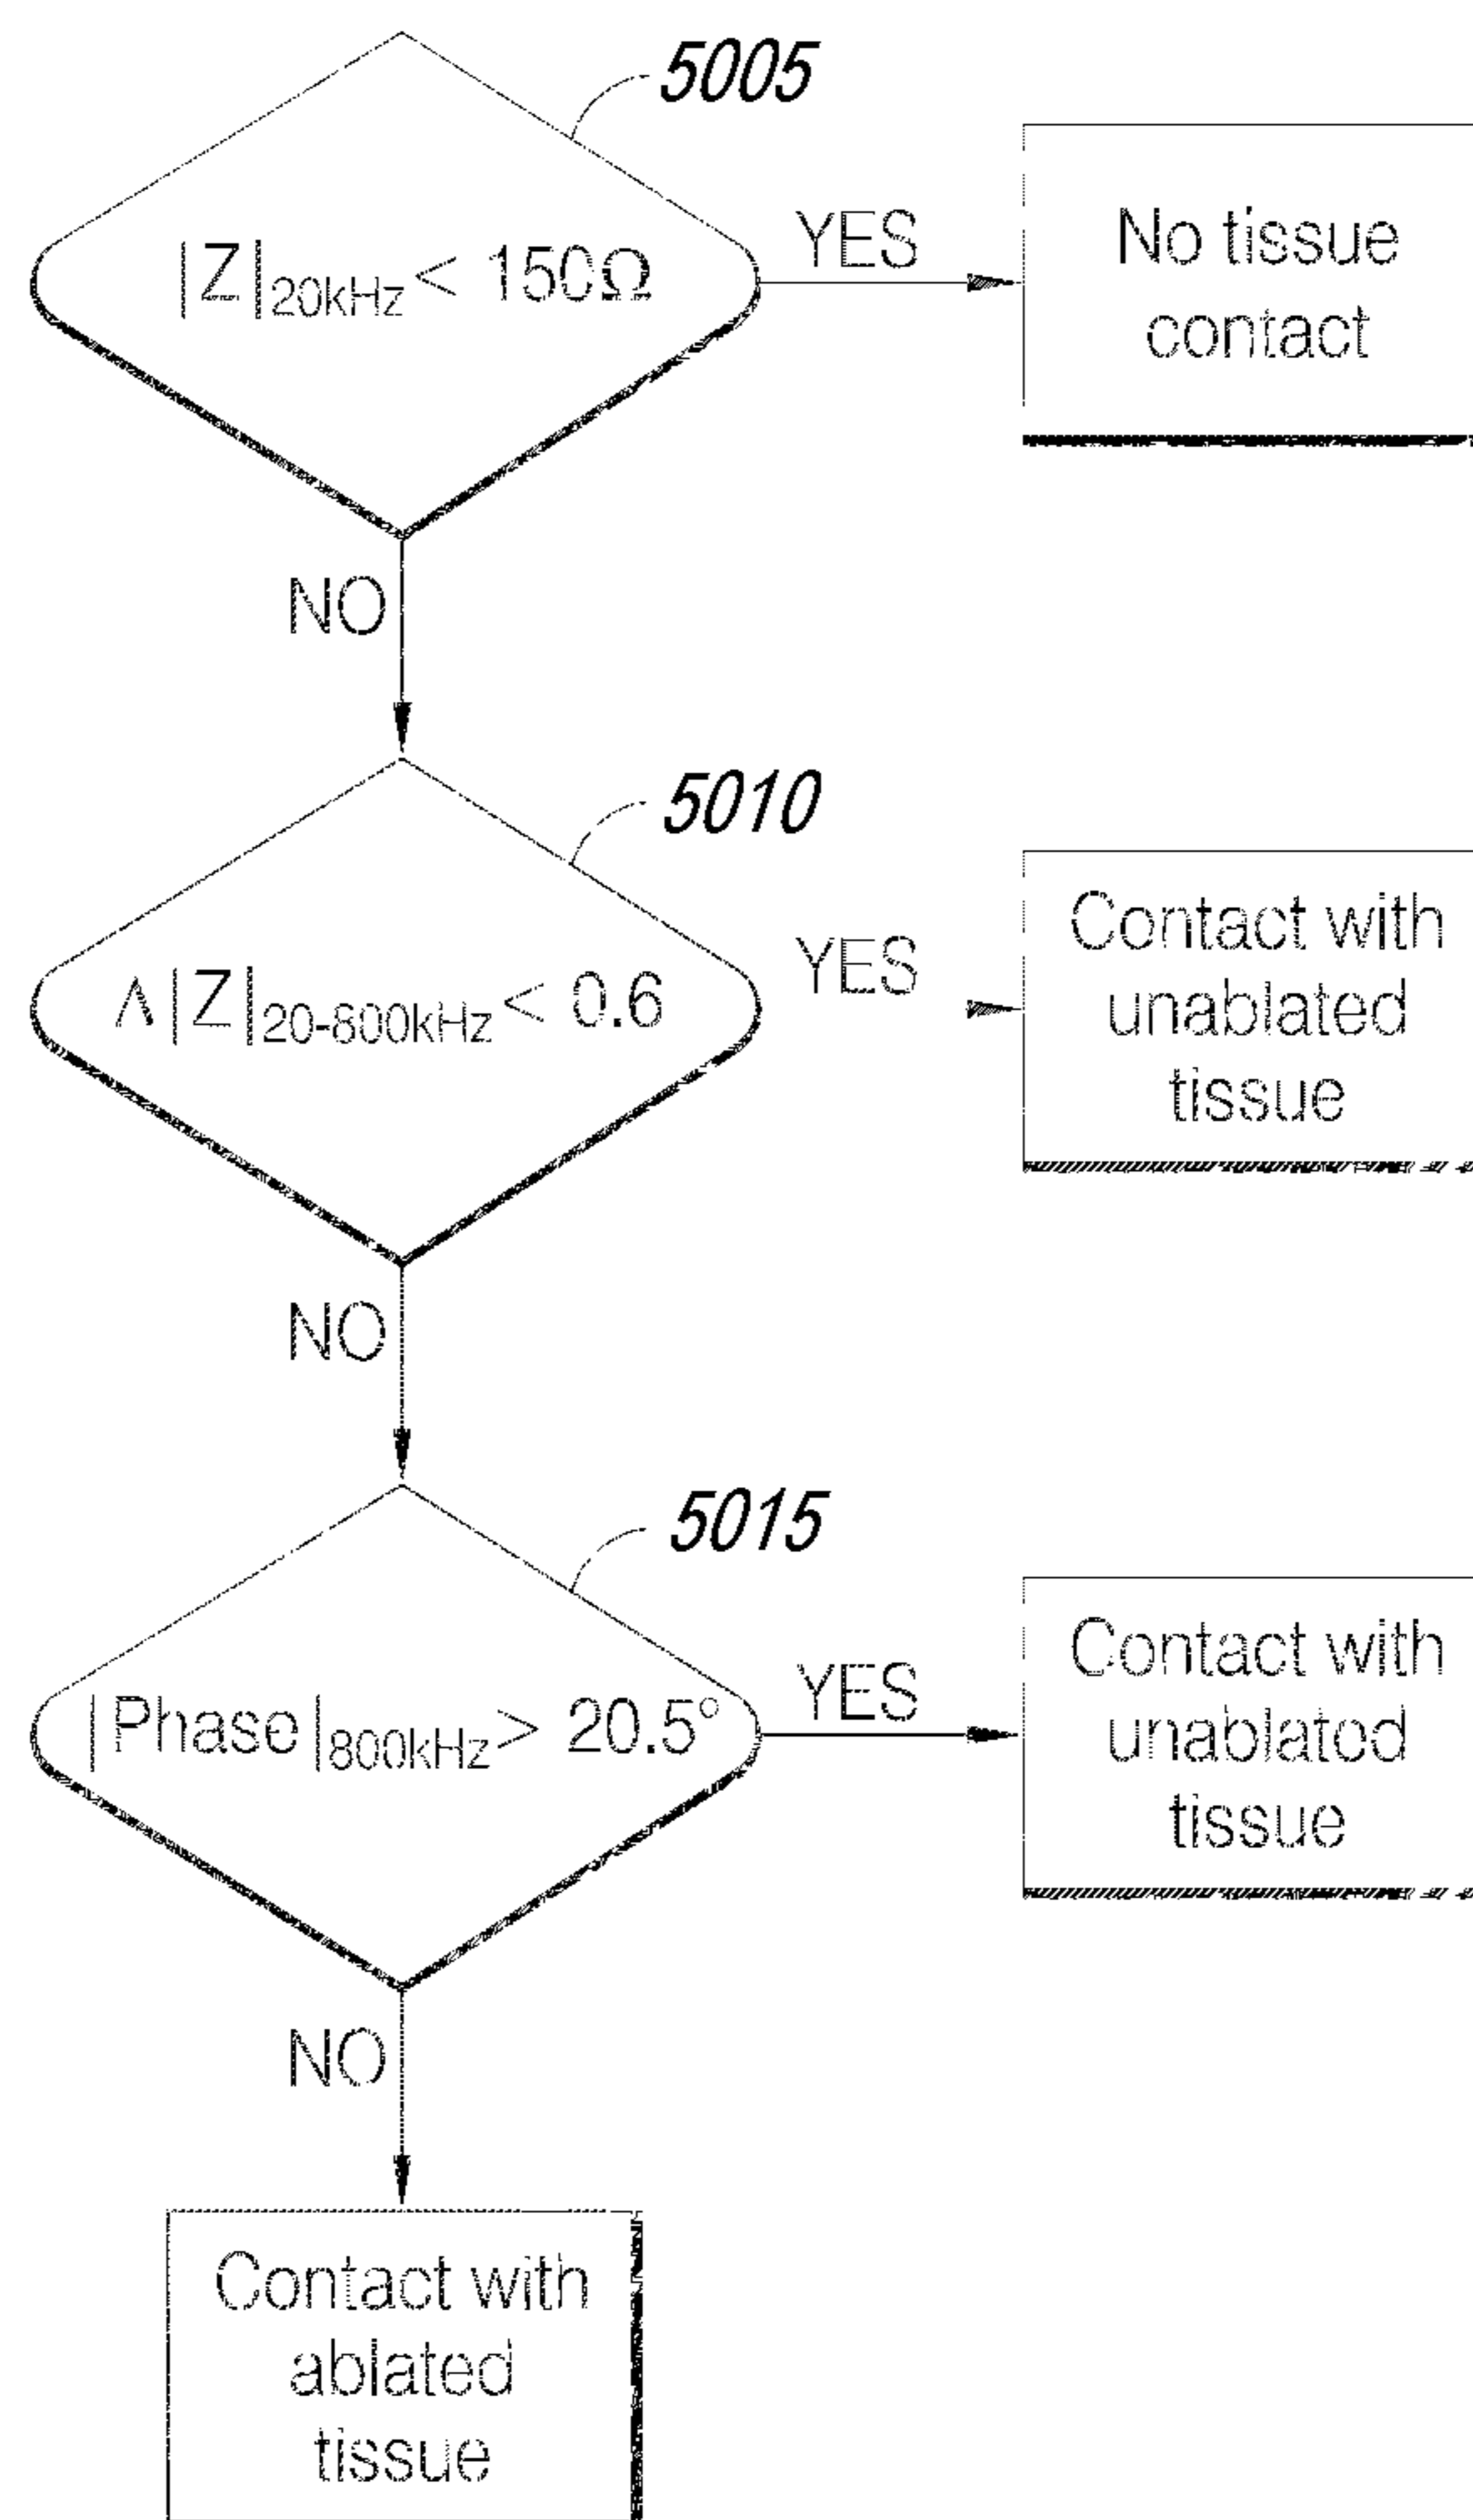 5005
|Z|20kHz < 150Ω
YES
No tissue
contact
NO
5010
Λ|Z|20-800kHz < 0.6
YES
Contact with
unablated
tissue
NO
5015
|Phase|800kHz > 20.5°
YES
Contact with
unablated
tissue
NO
Contact with
ablated
tissue